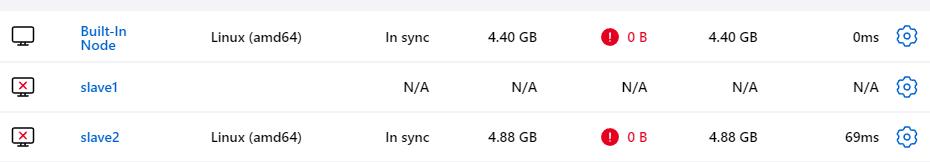 Built-In
Node Linux (amd64) In sync 4.40 GB ! 0 B 4.40 GB 0ms
slave1 N/A N/A N/A N/A N/A
slave2 Linux (amd64) In sync 4.88 GB ! 0 B 4.88 GB 69ms